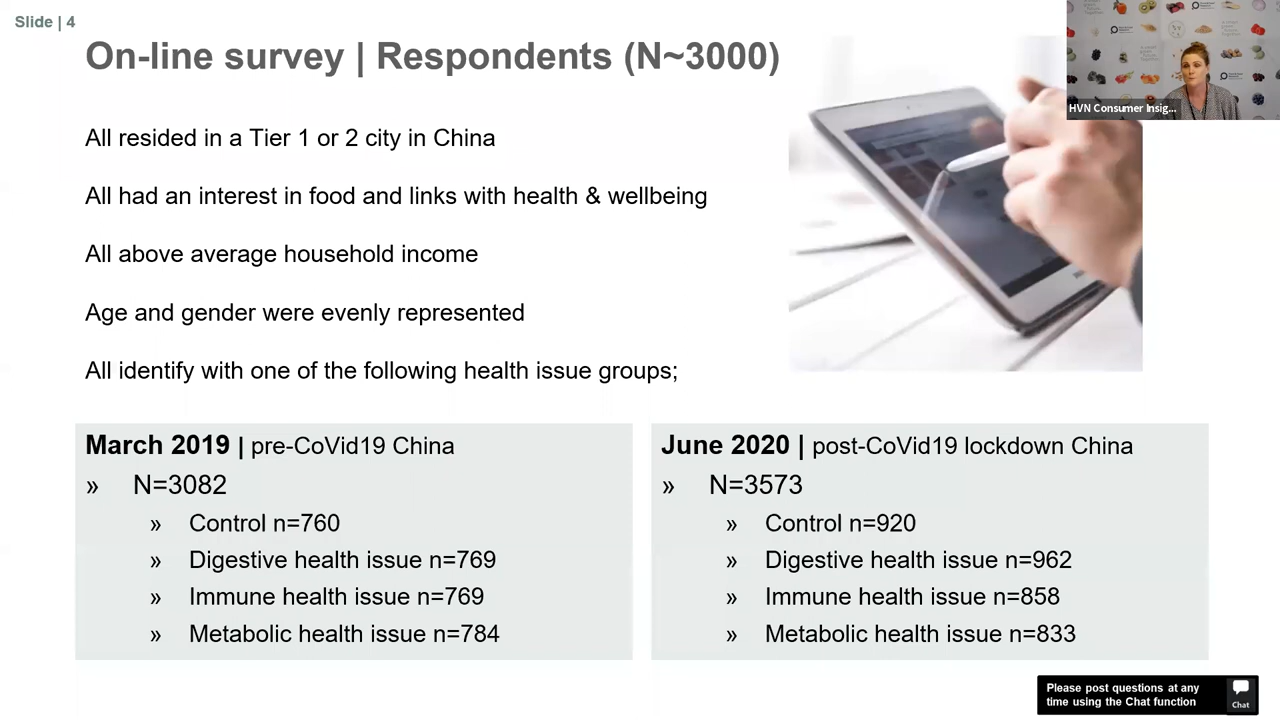 Slide | 4
On-line survey | Respondents (N~3000)
HVN Consumer Insig...
All resided in a Tier 1 or 2 city in China
All had an interest in food and links with health & wellbeing
All above average household income
Age and gender were evenly represented
All identify with one of the following health issue groups;
March 2019 | pre-CoVid19 China
» N=3082
» Control n=760
» Digestive health issue n=769
» Immune health issue n=769
» Metabolic health issue n=784
June 2020 | post-CoVid19 lockdown China
» N=3573
» Control n=920
» Digestive health issue n=962
» Immune health issue n=858
» Metabolic health issue n=833
Please post questions at any
time using the Chat function
Chat